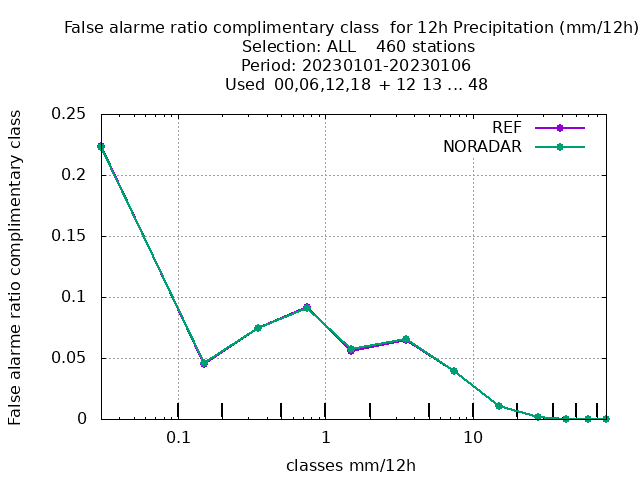 False alarme ratio complimentary class  for 12h Precipitation (mm/12h)
Selection: ALL    460 stations
Period: 20230101-20230106
Used  00,06,12,18  + 12 13 ... 48
False alarme ratio complimentary class
0.25
0.2
0.15
0.1
0.05
0
REF
NORADAR
0.1
1
10
classes mm/12h